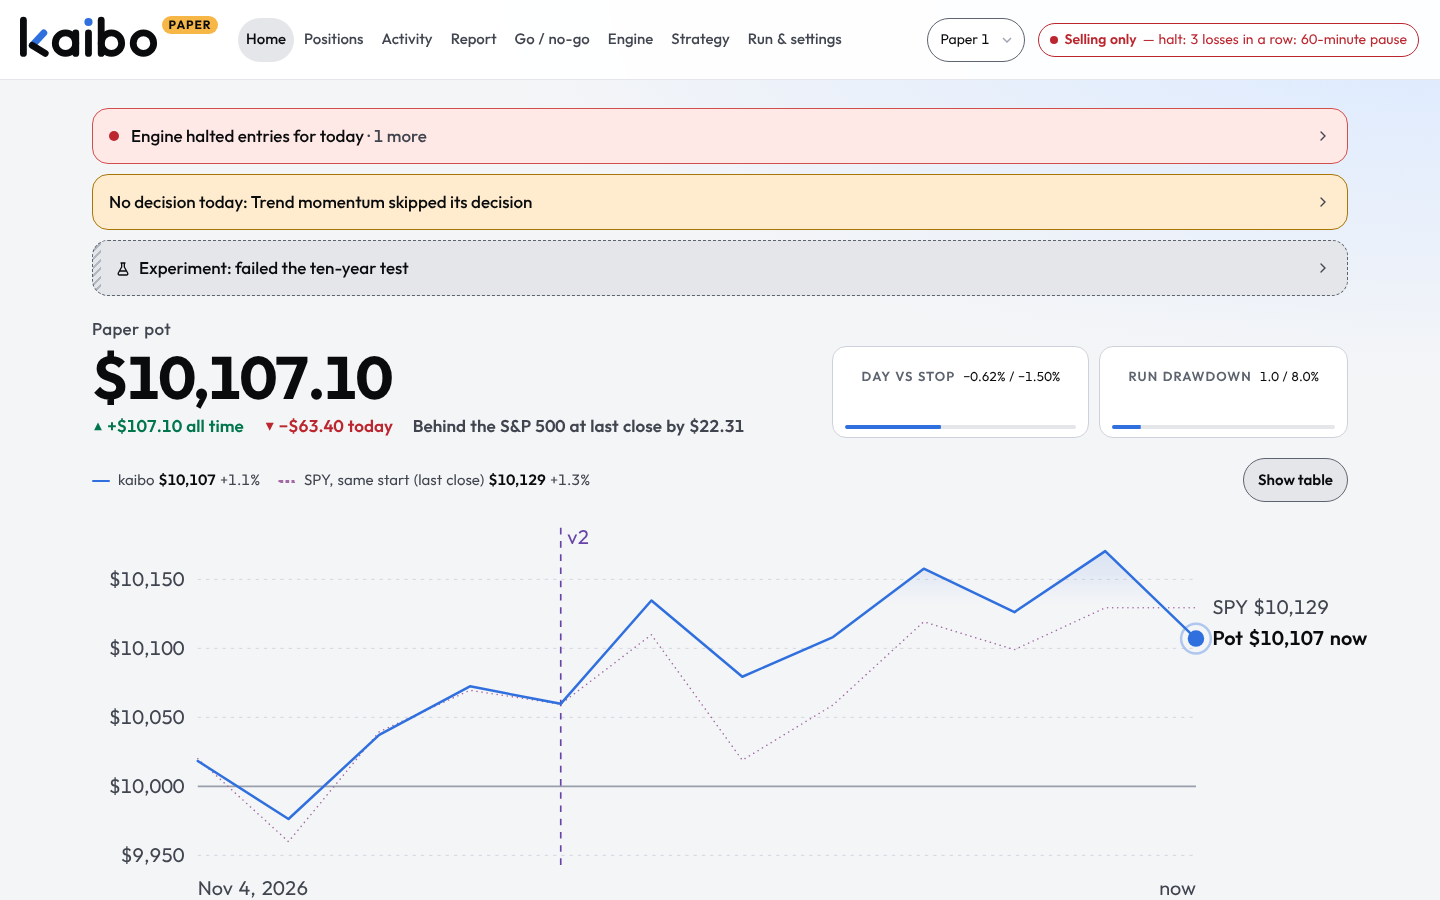 kaibo PAPER Home Positions Activity Report Go / no-go Engine Strategy Run & settings Paper 1 Selling only — halt: 3 losses in a row: 60-minute pause
Engine halted entries for today · 1 more
No decision today: Trend momentum skipped its decision
Experiment: failed the ten-year test
Paper pot
$10,107.10
▲ +$107.10 all time ▼ −$63.40 today Behind the S&P 500 at last close by $22.31
DAY VS STOP −0.62% / −1.50%
RUN DRAWDOWN 1.0 / 8.0%
kaibo $10,107 +1.1% SPY, same start (last close) $10,129 +1.3%
Show table
v2
$10,150
$10,100
$10,050
$10,000
$9,950
SPY $10,129
Pot $10,107 now
Nov 4, 2026 now